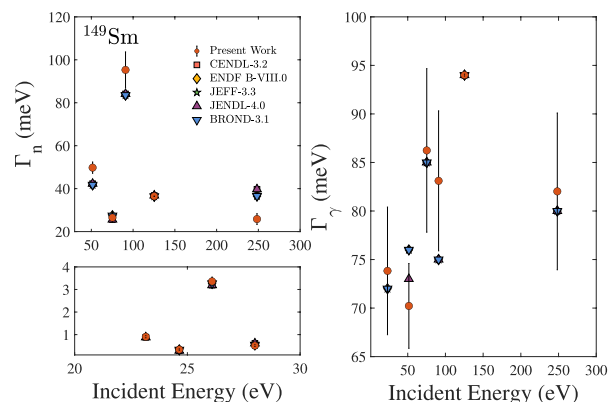 149Sm
Present Work
CENDL-3.2
ENDF B-VIII.0
JEFF-3.3
JENDL-4.0
BROND-3.1
Γn (meV)
120
100
80
60
40
20
0 50 100 150 200 250 300
4
3
2
1
20 25 30
Incident Energy (eV)
Γγ (meV)
100
95
90
85
80
75
70
65
50 100 150 200 250 300
Incident Energy (eV)